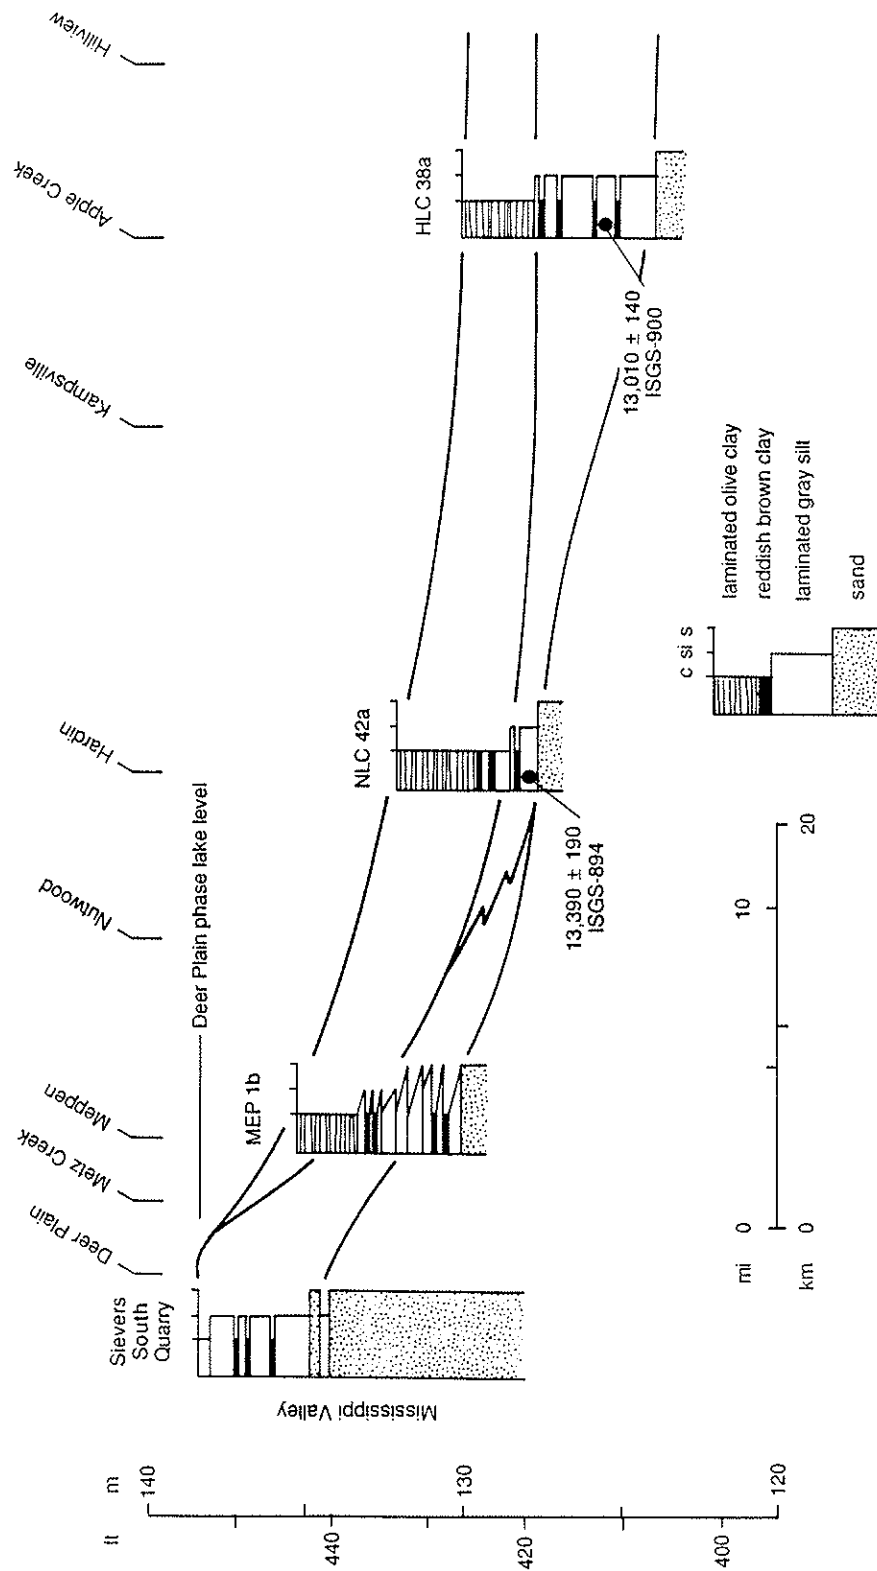 Deer Plain
Metz Creek
Meppen
Nutwood
Hardin
Kampsville
Apple Creek
Hillview
Deer Plain phase lake level
Sievers
South
Quarry
MEP 1b
NLC 42a
HLC 38a
Mississippi Valley
13,390 ± 190
ISGS-894
13,010 ± 140
ISGS-900
ft
m
140
130
120
440
420
400
mi
0
10
km
0
20
c si s
laminated olive clay
reddish brown clay
laminated gray silt
sand